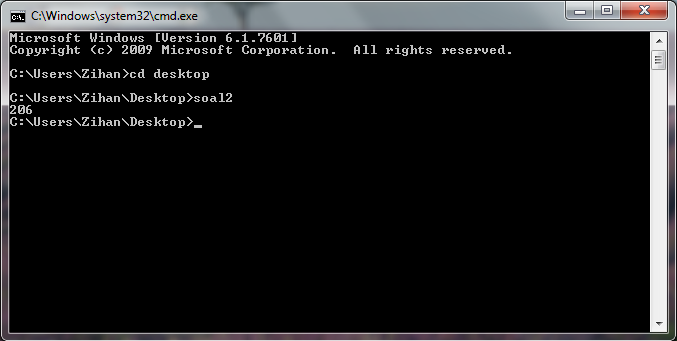 C:\Windows\system32\cmd.exe
Microsoft Windows [Version 6.1.7601]
Copyright (c) 2009 Microsoft Corporation.  All rights reserved.
C:\Users\Zihan>cd desktop
C:\Users\Zihan\Desktop>soal2
206
C:\Users\Zihan\Desktop>_